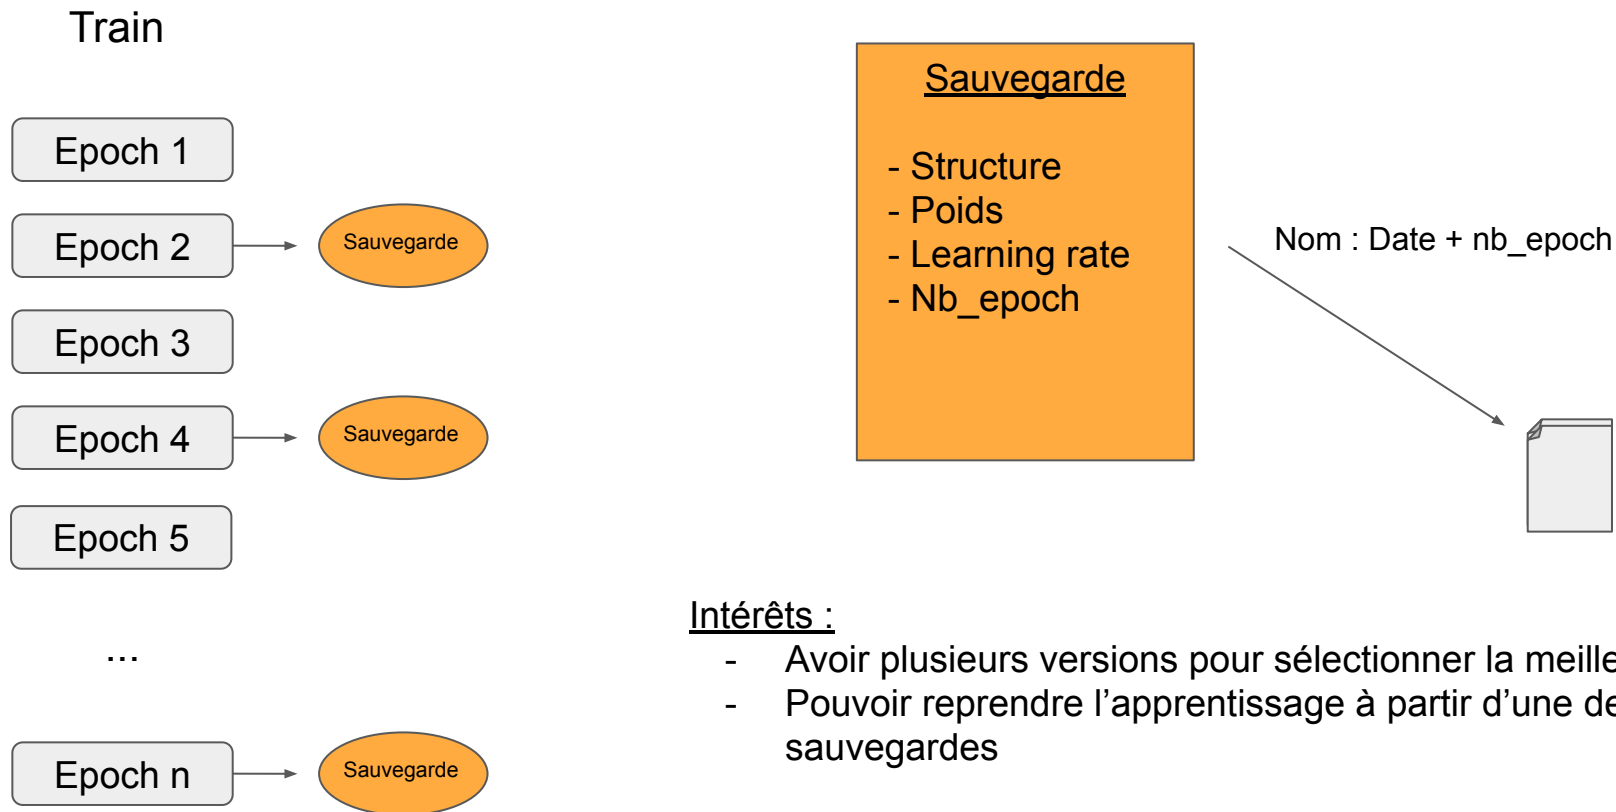 Train
Epoch 1
Epoch 2
Sauvegarde
Epoch 3
Epoch 4
Sauvegarde
Epoch 5
...
Epoch n
Sauvegarde
Sauvegarde
- Structure
- Poids
- Learning rate
- Nb_epoch
Nom : Date + nb_epoch
Intérêts :
- Avoir plusieurs versions pour sélectionner la meille
- Pouvoir reprendre l’apprentissage à partir d’une de
sauvegardes